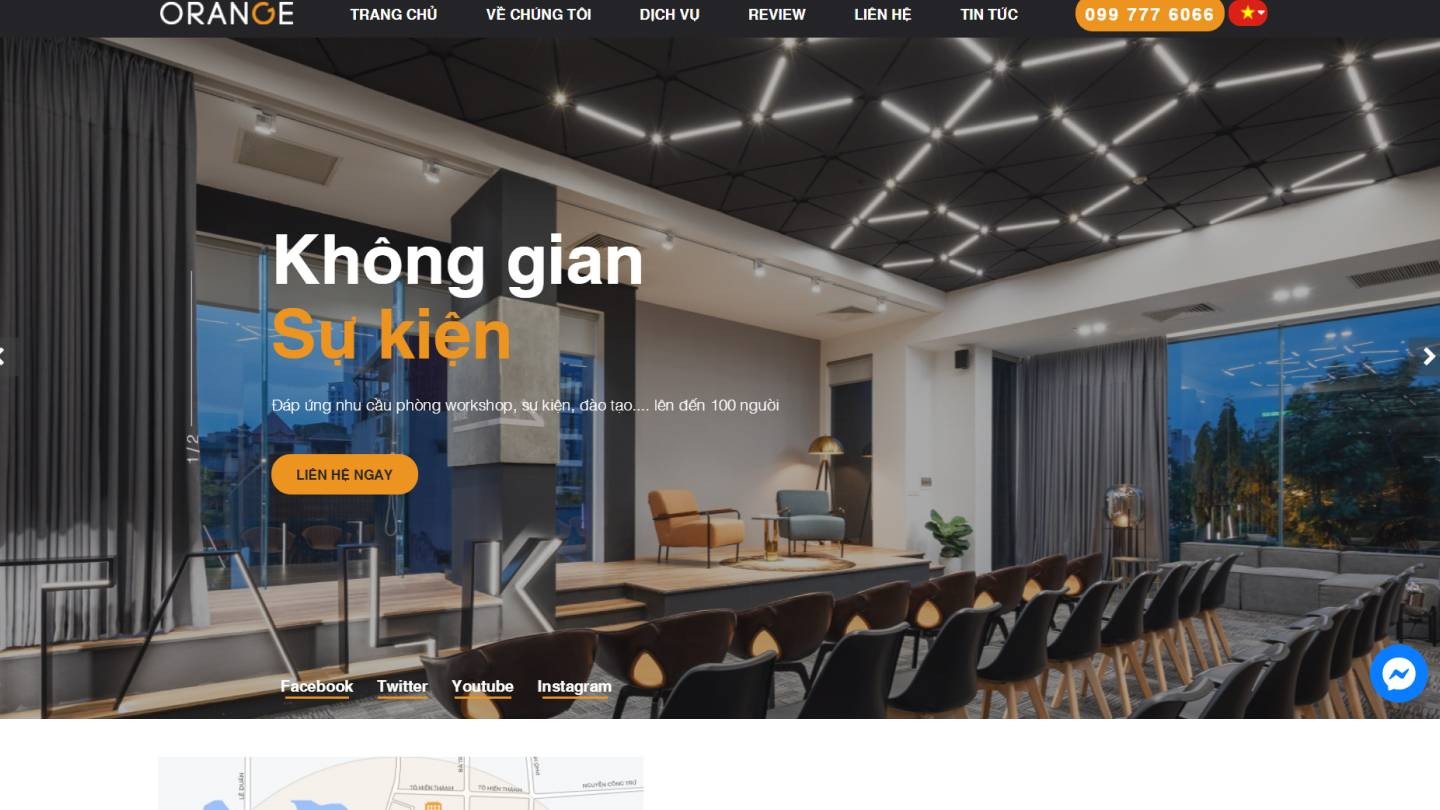 ORANGE
TRANG CHỦ
VỀ CHÚNG TÔI
DỊCH VỤ
REVIEW
LIÊN HỆ
TIN TỨC
099 777 6066
Không gian
Sự kiện
Đáp ứng nhu cầu phòng workshop, sự kiện, đào tạo.... lên đến 100 người
1/2
LIÊN HỆ NGAY
TALK
Facebook
Twitter
Youtube
Instagram
LÊ DUẨN
TÔ HIẾN THÀNH
TÔ HIẾN THÀNH
NGUYỄN CÔNG TRỨ